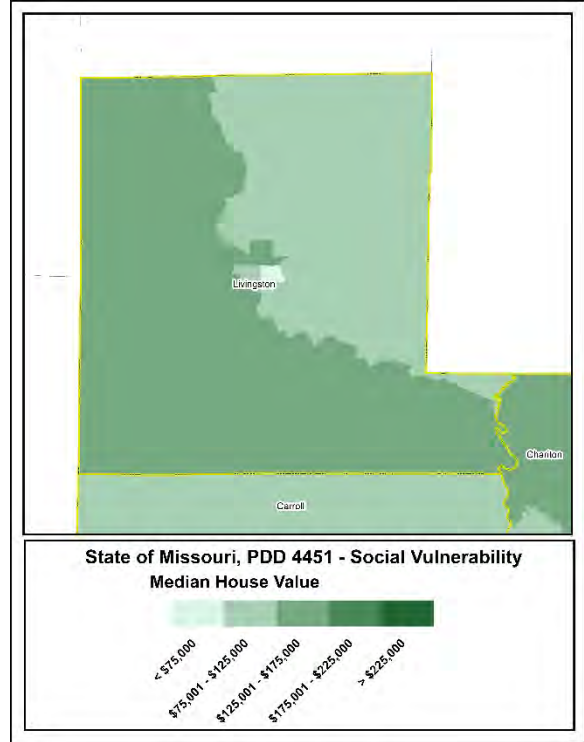 Livingston
Chariton
Carroll
State of Missouri, PDD 4451 - Social Vulnerability
Median House Value
< $75,000
$75,001 - $125,000
$125,001 - $175,000
$175,001 - $225,000
> $225,000